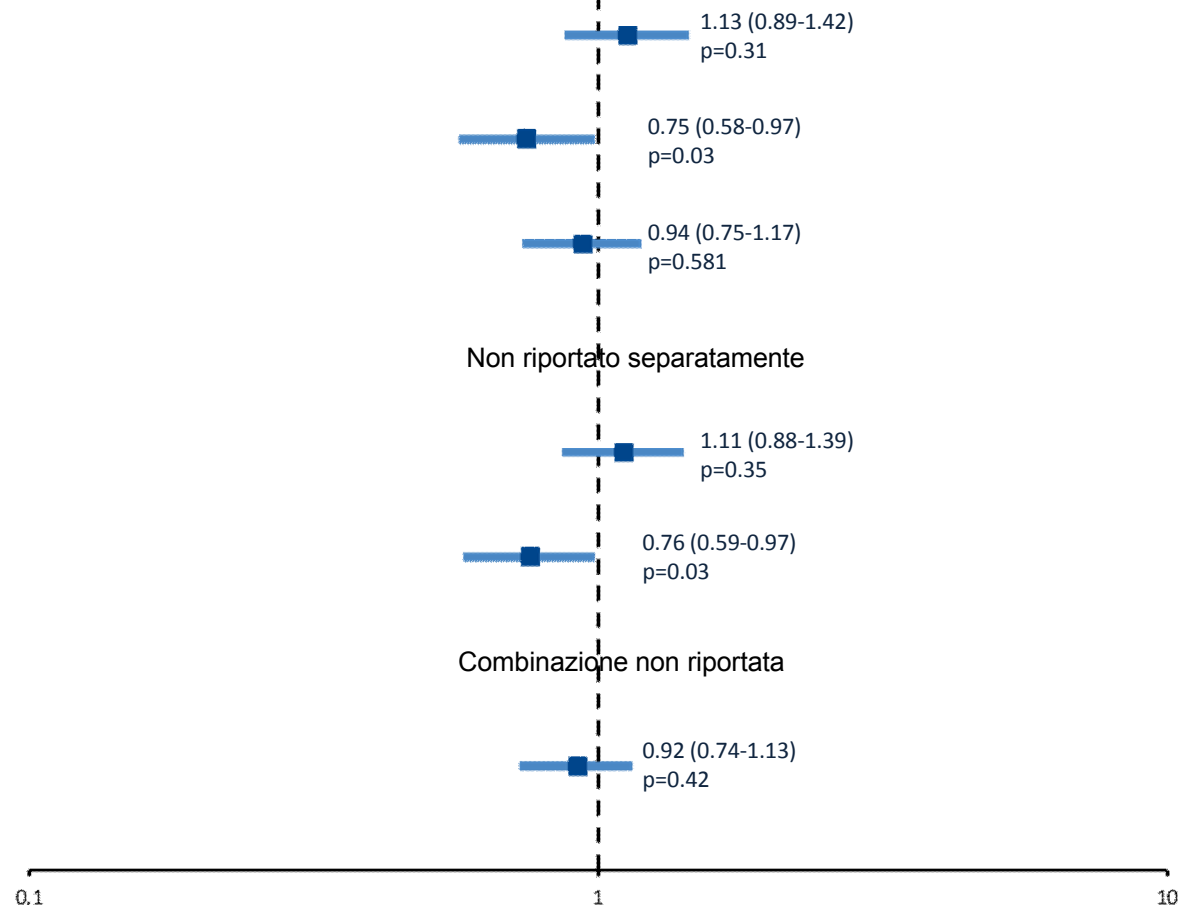 1.13 (0.89-1.42)
p=0.31
0.75 (0.58-0.97)
p=0.03
0.94 (0.75-1.17)
p=0.581
Non riportato separatamente
1.11 (0.88-1.39)
p=0.35
0.76 (0.59-0.97)
p=0.03
Combinazione non riportata
0.92 (0.74-1.13)
p=0.42
0,1 1 10